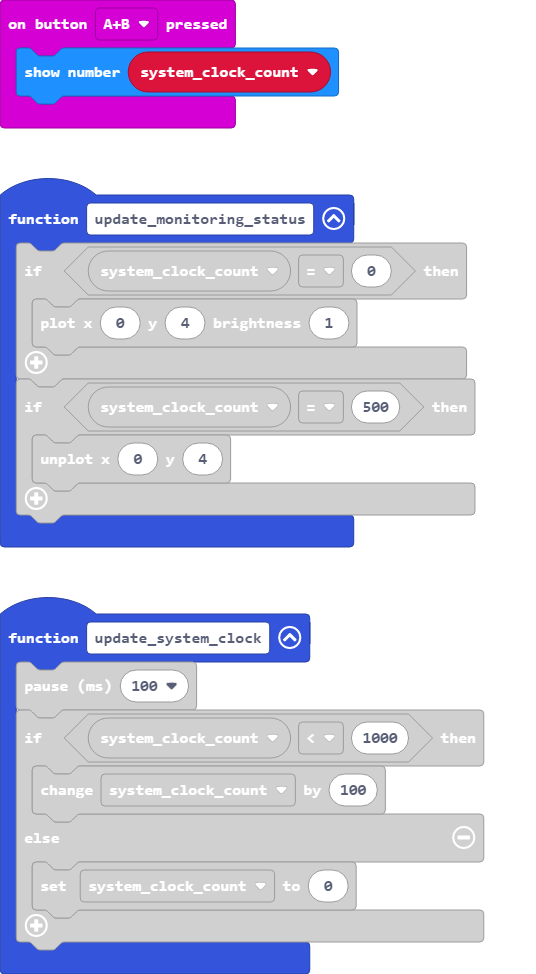 on button A+B pressed
show number system_clock_count
function update_monitoring_status
if system_clock_count = 0 then
plot x 0 y 4 brightness 1
if system_clock_count = 500 then
unplot x 0 y 4
function update_system_clock
pause (ms) 100
if system_clock_count < 1000 then
change system_clock_count by 100
else
set system_clock_count to 0